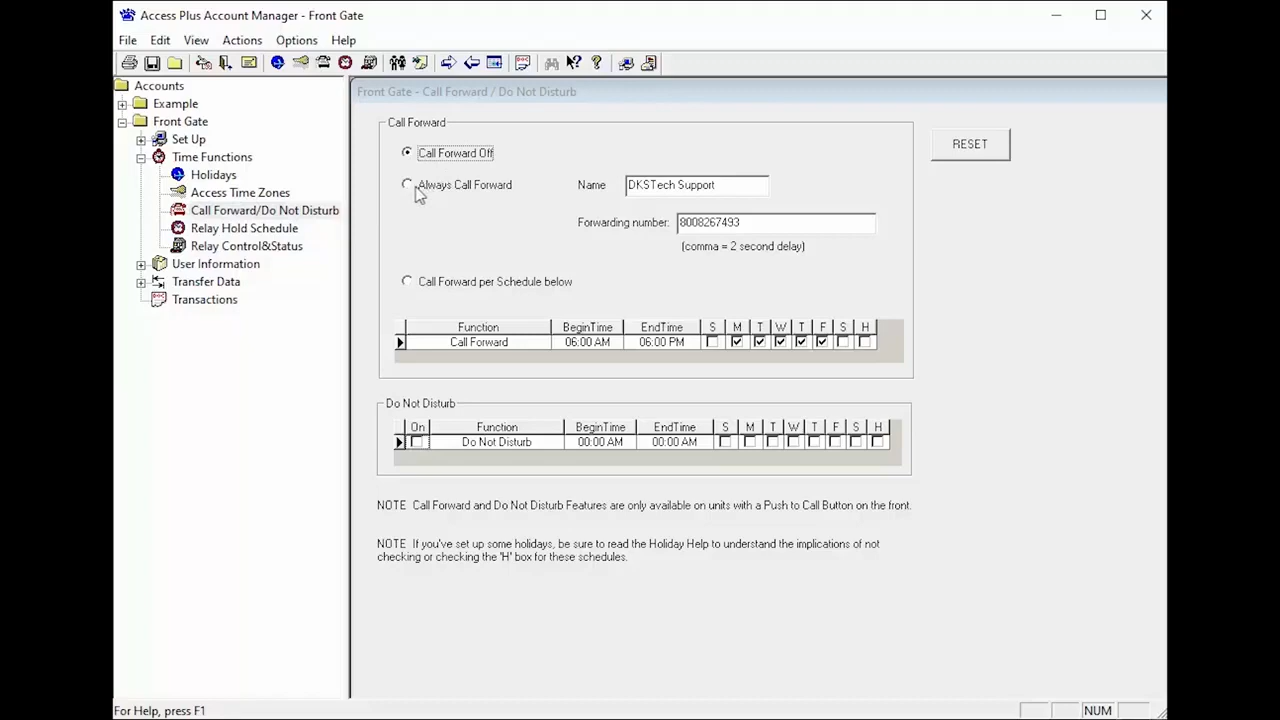 Access Plus Account Manager - Front Gate
File Edit View Actions Options Help
Accounts
Example
Front Gate
Set Up
Time Functions
Holidays
Access Time Zones
Call Forward/Do Not Disturb
Relay Hold Schedule
Relay Control&Status
User Information
Transfer Data
Transactions
Front Gate - Call Forward / Do Not Disturb
Call Forward
Call Forward Off
RESET
Always Call Forward Name DKSTech Support
Forwarding number: 8008267493
(comma = 2 second delay)
Call Forward per Schedule below
Function BeginTime EndTime S M T W T F S H
Call Forward 06:00 AM 06:00 PM
Do Not Disturb
On Function BeginTime EndTime S M T W T F S H
Do Not Disturb 00:00 AM 00:00 AM
NOTE Call Forward and Do Not Disturb Features are only available on units with a Push to Call Button on the front.
NOTE If you've set up some holidays, be sure to read the Holiday Help to understand the implications of not
checking or checking the 'H' box for these schedules.
For Help, press F1
NUM